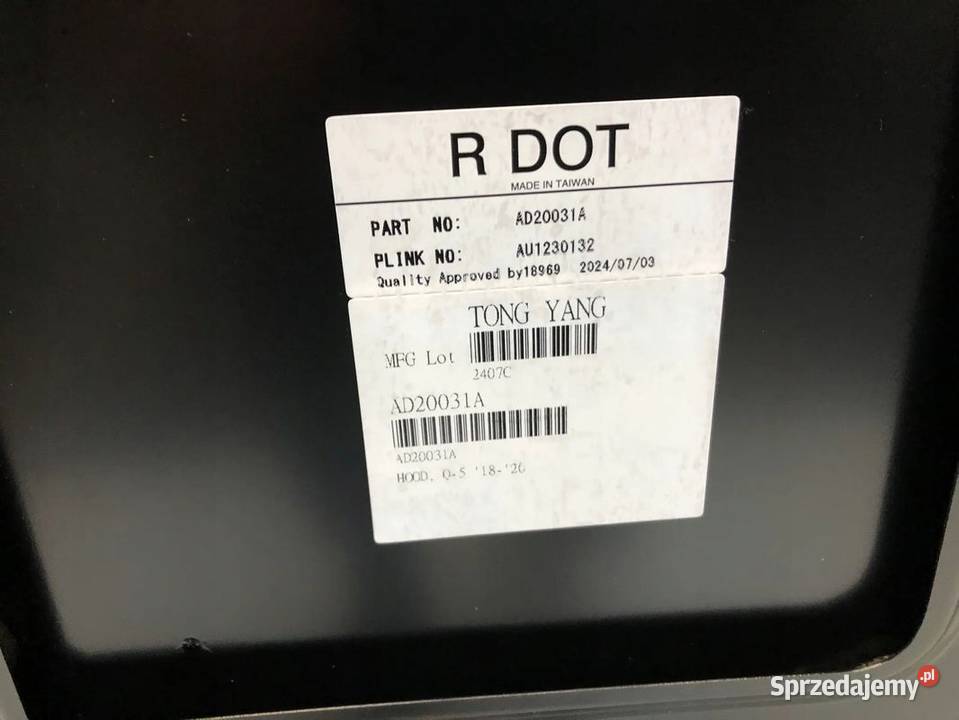 R DOT
MADE IN TAIWAN
PART NO: AD20031A
PLINK NO: AU1230132
Quality Approved by18969 2024/07/03
TONG YANG
MFG Lot
2407C
AD20031A
AD20031A
HOOD, Q-5 '18-'20
Sprzedajemy.pl